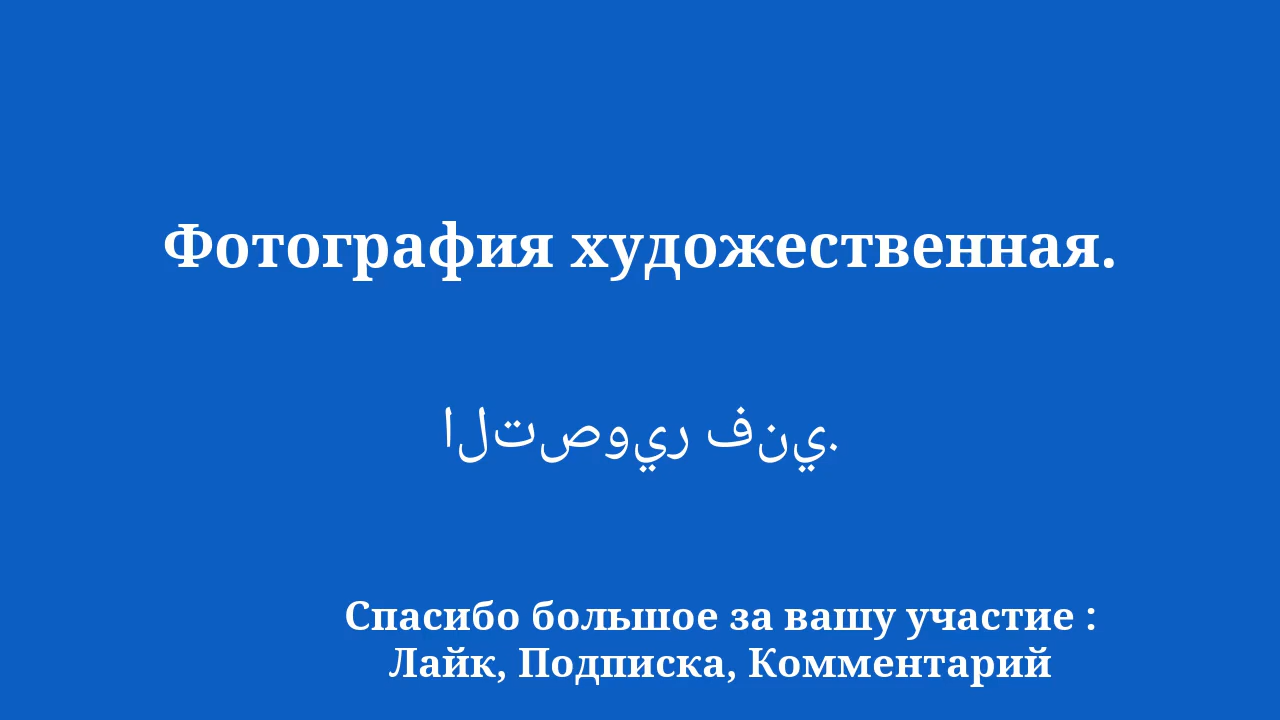 Фотография художественная.
التصوير فني.
Спасибо большое за вашу участие :
Лайк, Подписка, Комментарий